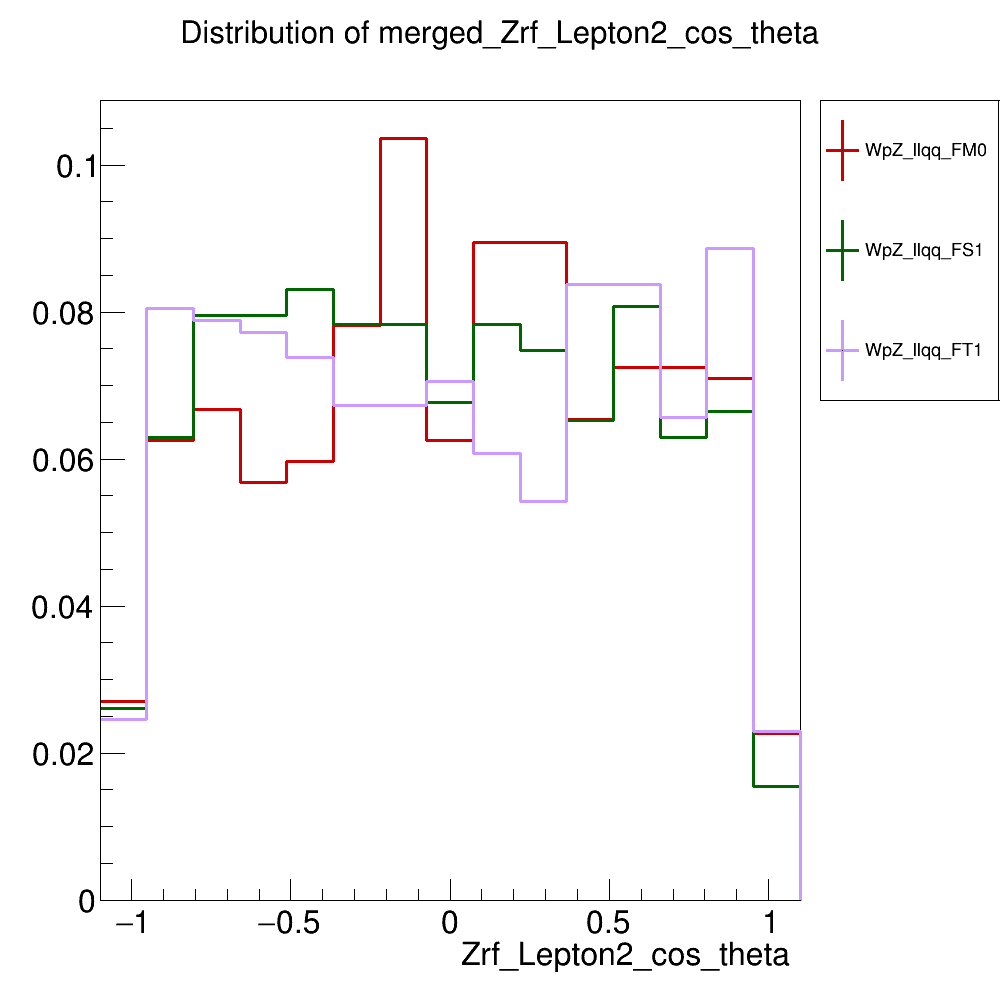 Distribution of merged_Zrf_Lepton2_cos_theta
0.1
0.08
0.06
0.04
0.02
0
−1
−0.5
0
0.5
1
Zrf_Lepton2_cos_theta
WpZ_llqq_FM0
WpZ_llqq_FS1
WpZ_llqq_FT1